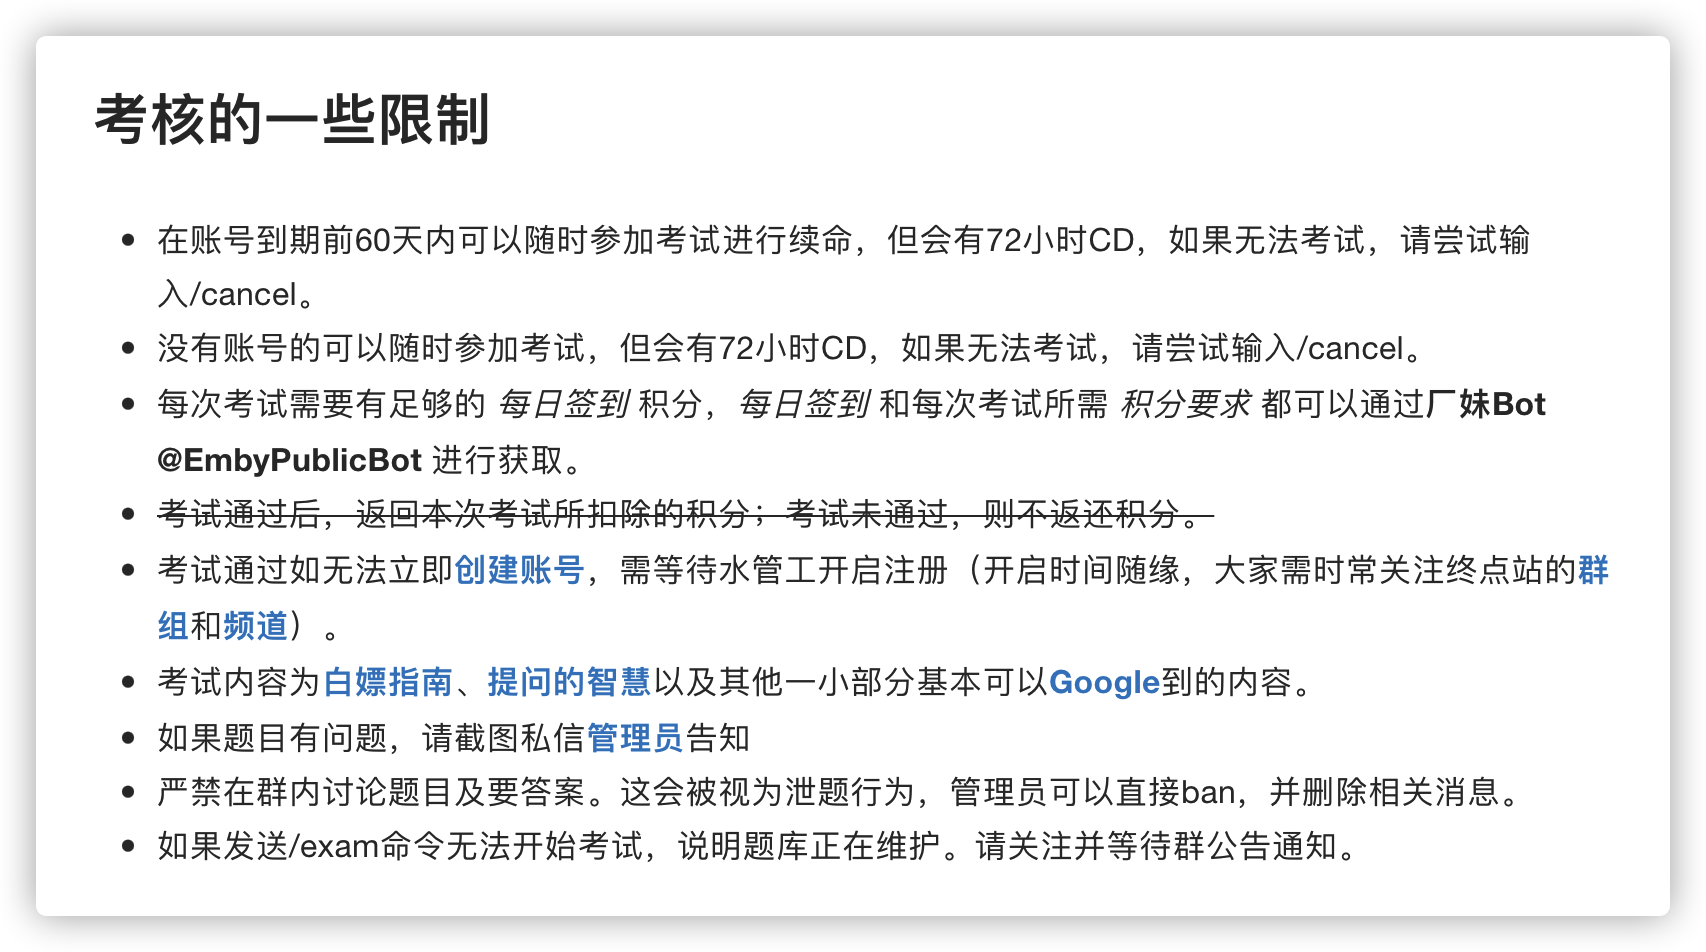 考核的一些限制
在账号到期前60天内可以随时参加考试进行续命，但会有72小时CD，如果无法考试，请尝试输
入/cancel。
没有账号的可以随时参加考试，但会有72小时CD，如果无法考试，请尝试输入/cancel。
每次考试需要有足够的 每日签到 积分，每日签到 和每次考试所需 积分要求 都可以通过厂妹Bot
@EmbyPublicBot 进行获取。
考试通过后，返回本次考试所扣除的积分；考试未通过，则不返还积分。
考试通过如无法立即创建账号，需等待水管工开启注册（开启时间随缘，大家需时常关注终点站的群
组和频道）。
考试内容为白嫖指南、提问的智慧以及其他一小部分基本可以Google到的内容。
如果题目有问题，请截图私信管理员告知
严禁在群内讨论题目及要答案。这会被视为泄题行为，管理员可以直接ban，并删除相关消息。
如果发送/exam命令无法开始考试，说明题库正在维护。请关注并等待群公告通知。